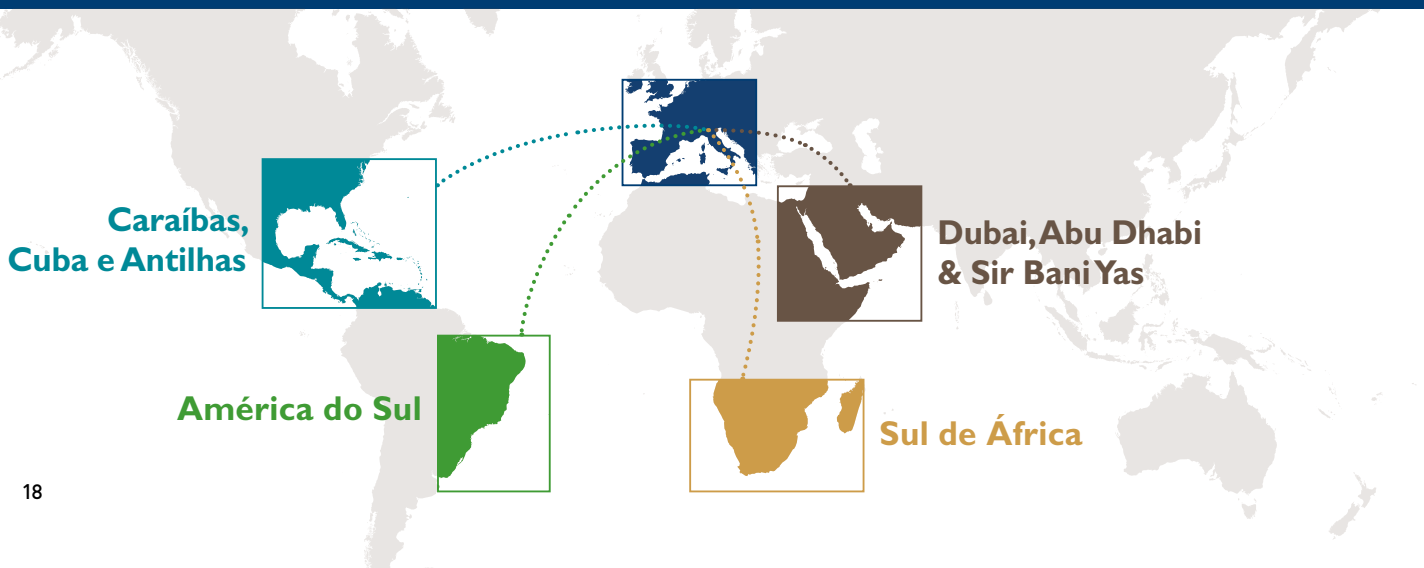 Caraíbas,
Cuba e Antilhas
Dubai, Abu Dhabi
& Sir Bani Yas
América do Sul
Sul de África
18